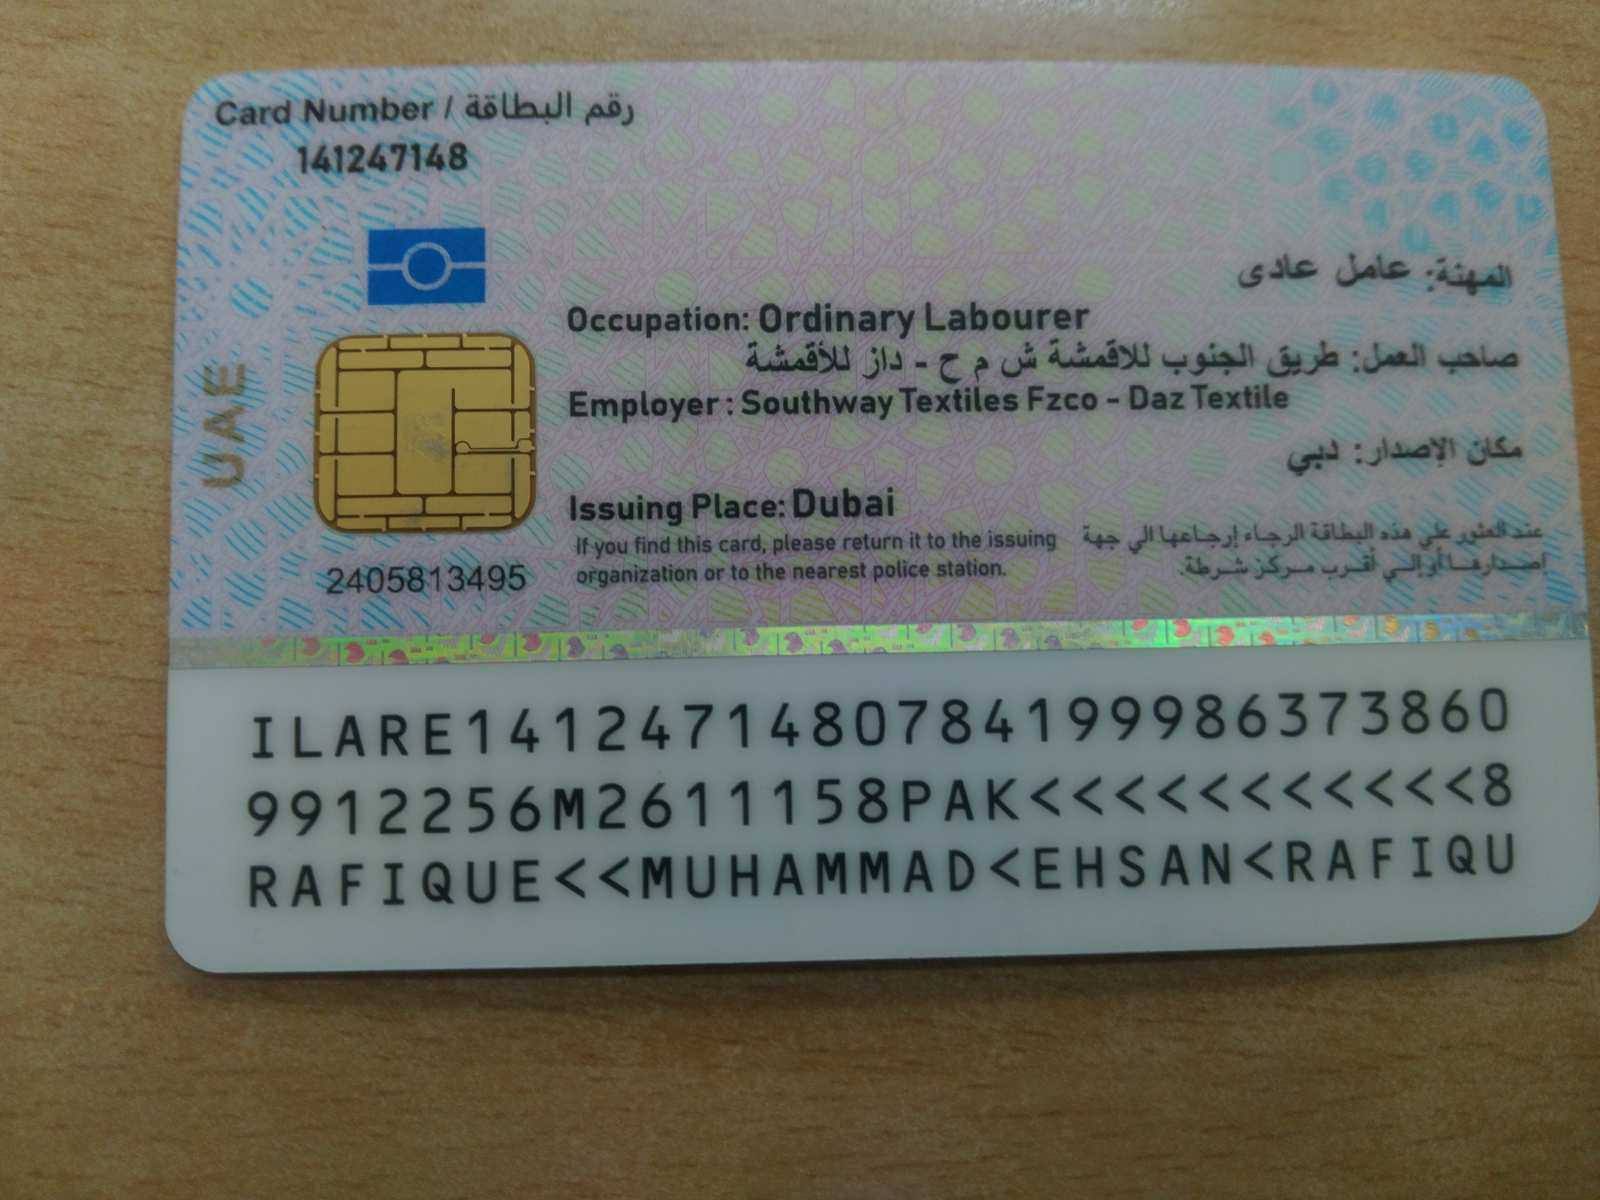 Card Number / رقم البطاقة
141247148
المهنة: عامل عادى
Occupation: Ordinary Labourer
صاحب العمل: طريق الجنوب للاقمشة ش م ح - داز للأقمشة
Employer : Southway Textiles Fzco - Daz Textile
مكان الإصدار: دبي
Issuing Place: Dubai
If you find this card, please return it to the issuing
organization or to the nearest police station.
عند العثور علي هذه البطاقة الرجاء إرجاعها الي جهة
إصدارها أو إلي أقرب مركز شرطة.
UAE
2405813495
ILARE1412471480784199986373860
9912256M2611158PAK<<<<<<<<<<<8
RAFIQUE<<MUHAMMAD<EHSAN<RAFIQU